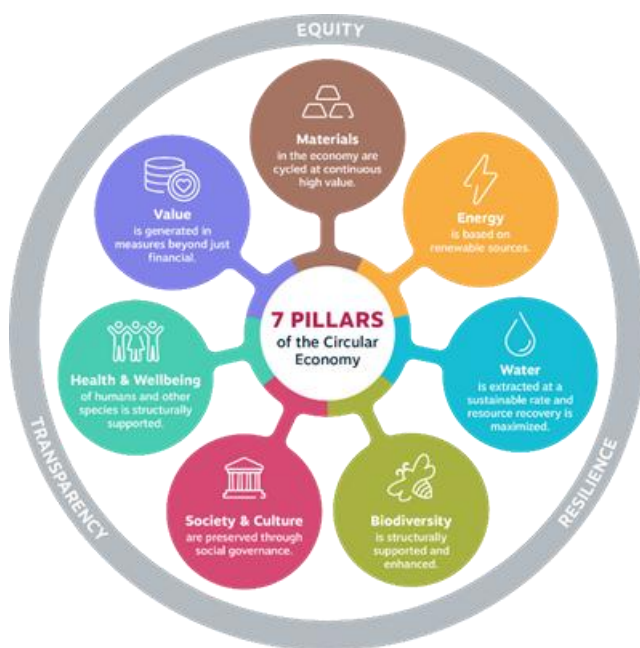 EQUITY
Materials
in the economy are
cycled at continuous
high value.
Energy
is based on
renewable sources.
Water
is extracted at a
sustainable rate and
resource recovery is
maximized.
Biodiversity
is structurally
supported and
enhanced.
Society & Culture
are preserved through
social governance.
Health & Wellbeing
of humans and other
species is structurally
supported.
Value
is generated in
measures beyond just
financial.
7 PILLARS
of the Circular
Economy
RESILIENCE
TRANSPARENCY